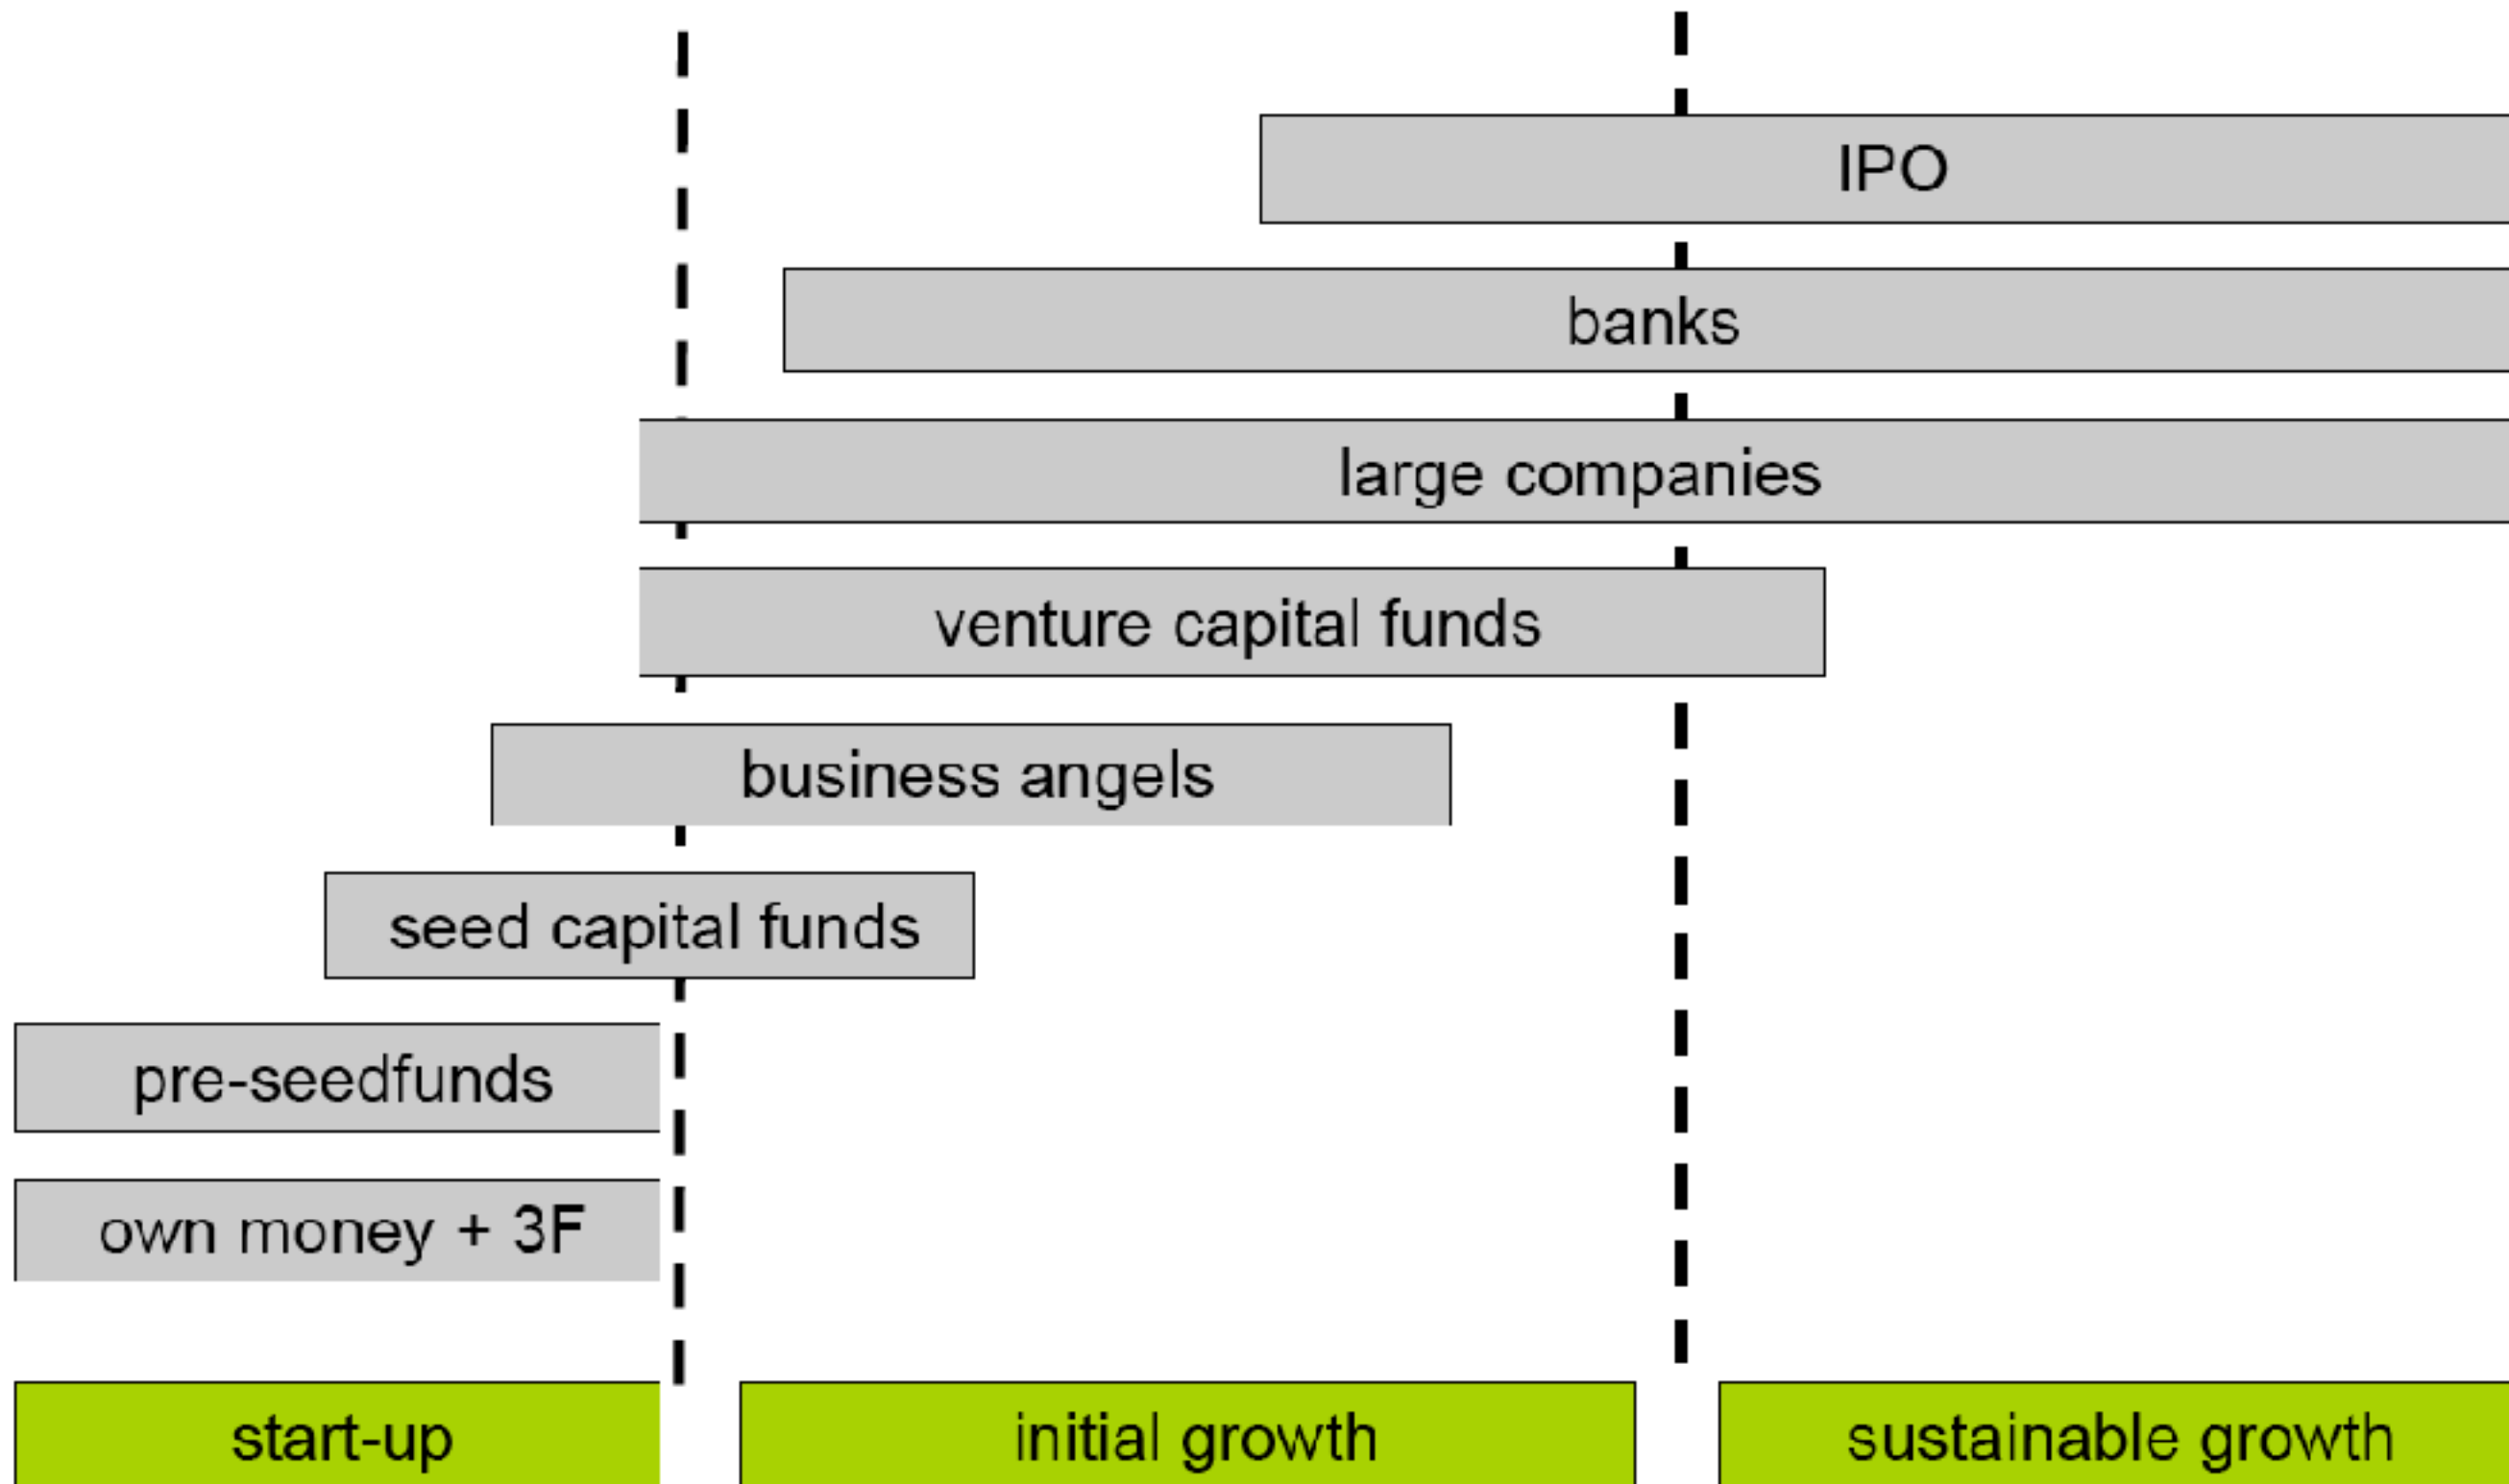 IPO
banks
large companies
venture capital funds
business angels
seed capital funds
pre-seedfunds
own money + 3F
start-up
initial growth
sustainable growth